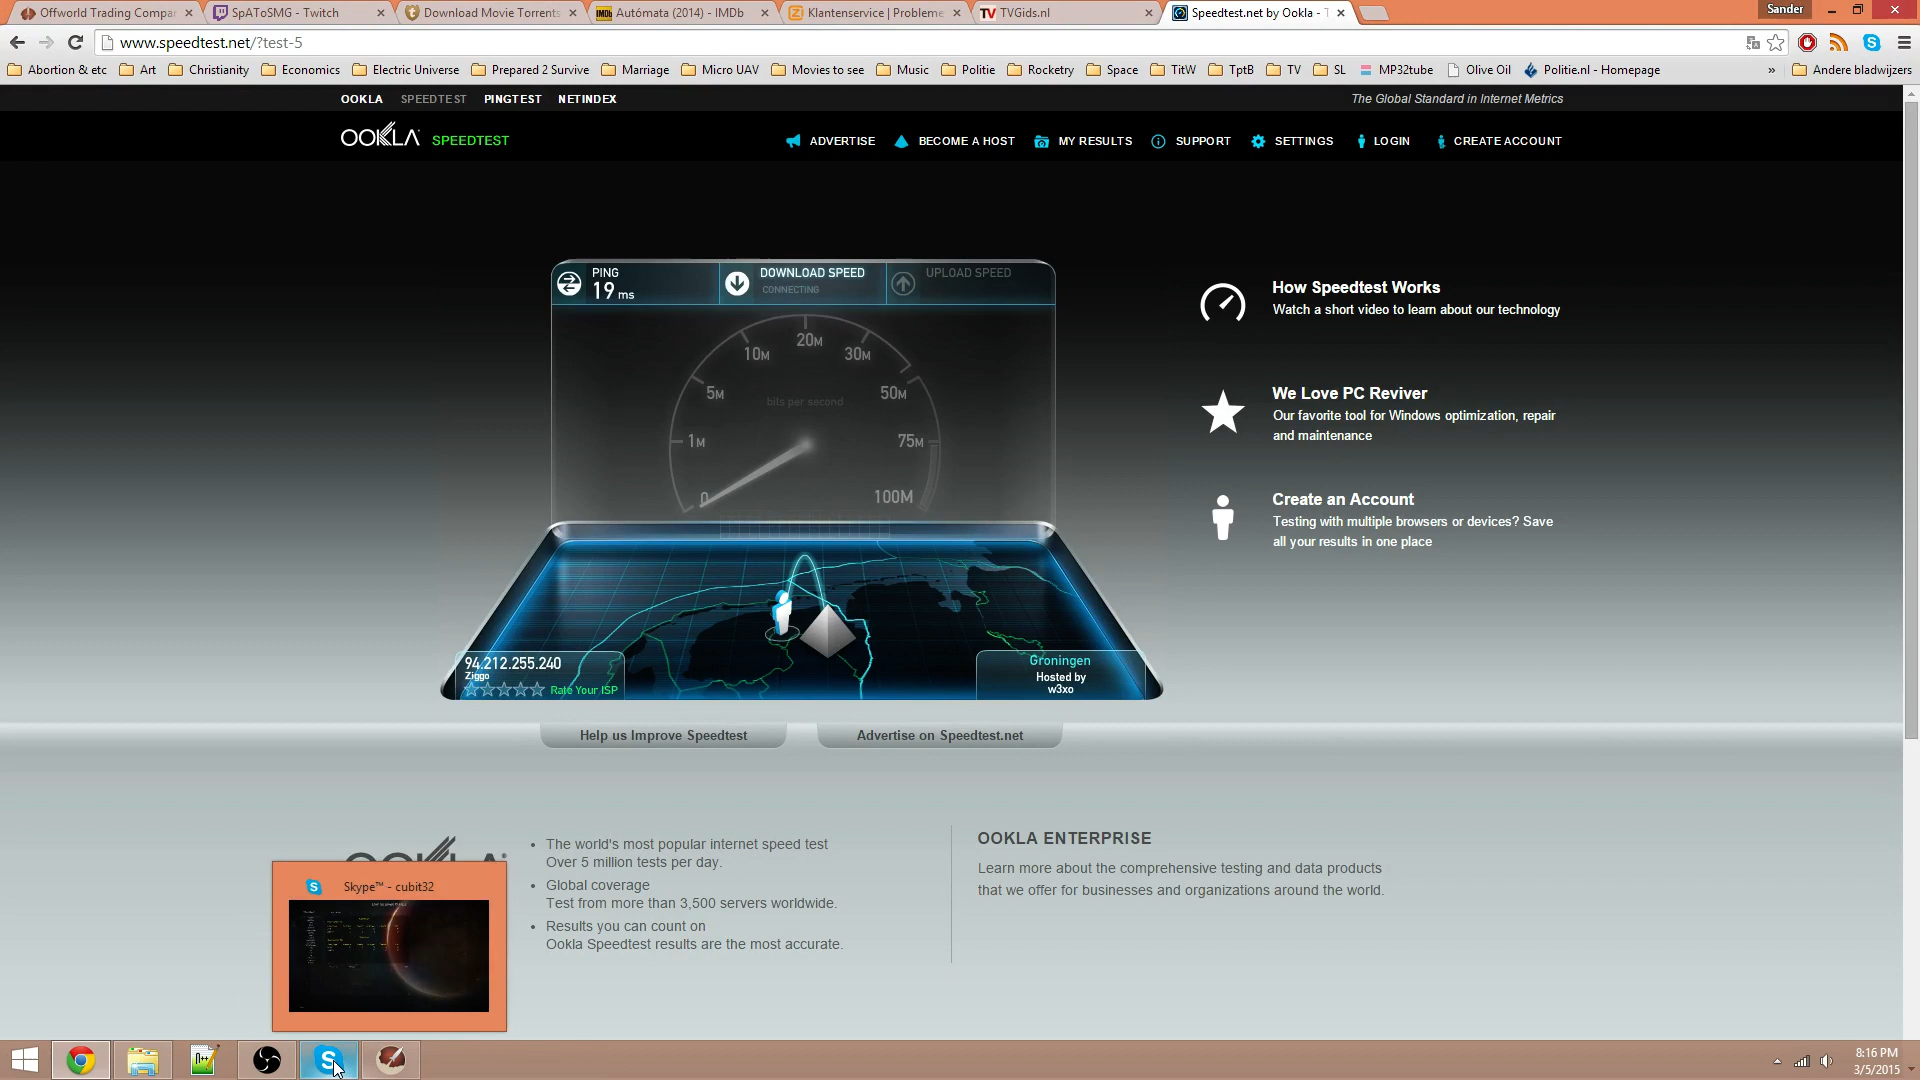 Offworld Trading Compar
SpAToSMG - Twitch
Download Movie Torrents
IMDb Autómata (2014) - IMDb
Klantenservice | Probleme
TV TVGids.nl
Speedtest.net by Ookla - T
Sander
www.speedtest.net/?test-5
Abortion & etc
Art
Christianity
Economics
Electric Universe
Prepared 2 Survive
Marriage
Micro UAV
Movies to see
Music
Politie
Rocketry
Space
TitW
TptB
TV
SL
MP32tube
Olive Oil
Politie.nl - Homepage
»
Andere bladwijzers
OOKLA SPEEDTEST PINGTEST NETINDEX
The Global Standard in Internet Metrics
OOKLA SPEEDTEST
ADVERTISE BECOME A HOST MY RESULTS SUPPORT SETTINGS LOGIN CREATE ACCOUNT
PING
19 ms
DOWNLOAD SPEED
CONNECTING
UPLOAD SPEED
0
1M
5M
10M
20M
30M
50M
75M
100M
bits per second
How Speedtest Works
Watch a short video to learn about our technology
We Love PC Reviver
Our favorite tool for Windows optimization, repair
and maintenance
Create an Account
Testing with multiple browsers or devices? Save
all your results in one place
94.212.255.240
Ziggo
Rate Your ISP
Groningen
Hosted by
w3xo
Help us Improve Speedtest
Advertise on Speedtest.net
OOKLA
The world's most popular internet speed test
Over 5 million tests per day.
Global coverage
Test from more than 3,500 servers worldwide.
Results you can count on
Ookla Speedtest results are the most accurate.
OOKLA ENTERPRISE
Learn more about the comprehensive testing and data products
that we offer for businesses and organizations around the world.
Skype™ - cubit32
8:16 PM
3/5/2015